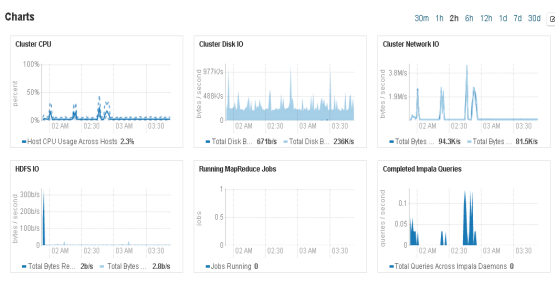 Charts
30m 1h 2h 6h 12h 1d 7d 30d
Cluster CPU
percent
100%
50%
0%
02 AM 02:30 03 AM 03:30
Host CPU Usage Across Hosts 2.3%
Cluster Disk IO
bytes / second
977K/s
488K/s
0
02 AM 02:30 03 AM 03:30
Total Disk B... 671b/s Total Disk B... 236K/s
Cluster Network IO
bytes / second
3.8M/s
1.9M/s
02 AM 02:30 03 AM 03:30
Total Bytes ... 94.3K/s Total Bytes ... 81.5K/s
HDFS IO
bytes / second
300b/s
200b/s
100b/s
0
02 AM 02:30 03 AM 03:30
Total Bytes Re... 2b/s Total Bytes ... 2.8b/s
Running MapReduce Jobs
jobs
1
0.5
0
02 AM 02:30 03 AM 03:30
Jobs Running 0
Completed Impala Queries
queries / second
0.1
0.05
0
02 AM 02:30 03 AM 03:30
Total Queries Across Impala Daemons 0